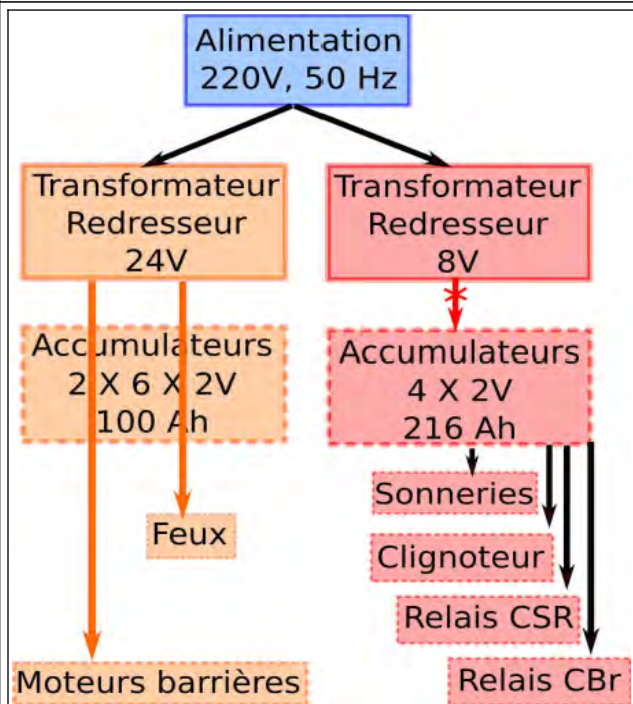 Alimentation
220V, 50 Hz
Transformateur
Redresseur
24V
Transformateur
Redresseur
8V
Accumulateurs
2 X 6 X 2V
100 Ah
Accumulateurs
4 X 2V
216 Ah
Sonneries
Feux
Clignoteur
Relais CSR
Moteurs barrières
Relais CBr